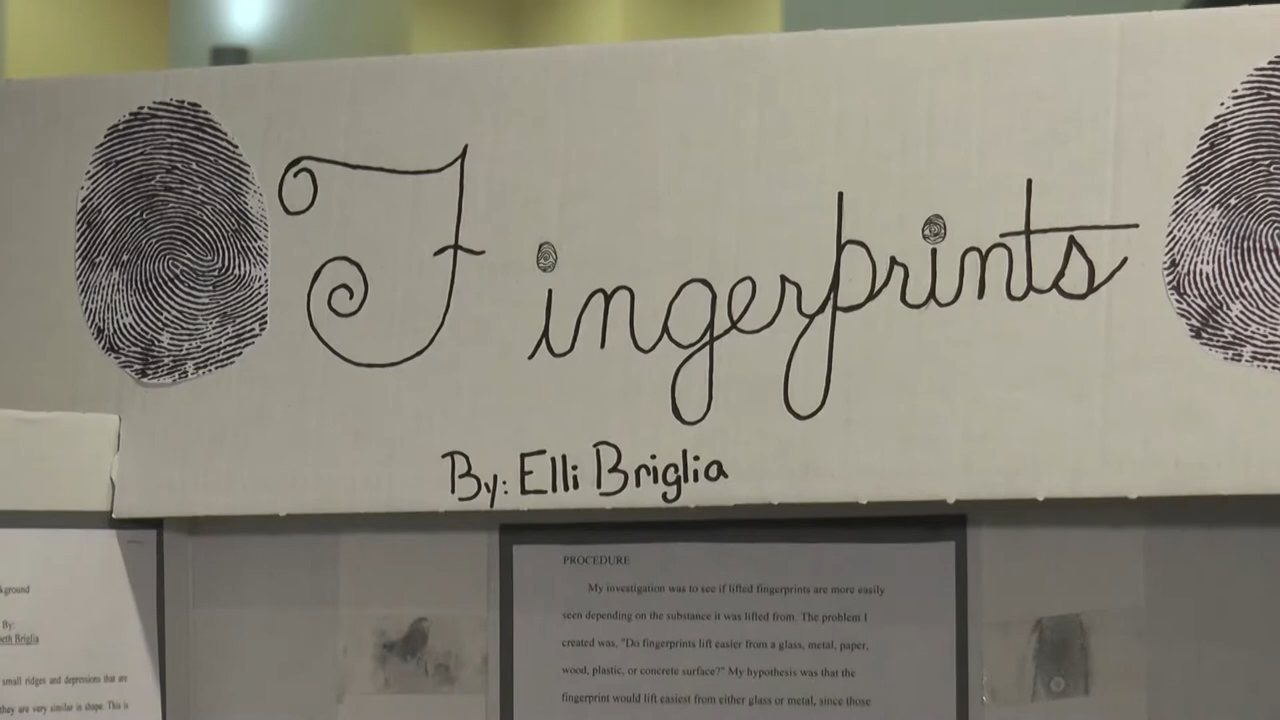 Fingerprints
By: Elli Briglia
PROCEDURE
My investigation was to see if lifted fingerprints are more easily
seen depending on the substance it was lifted from. The problem I
created was, "Do fingerprints lift easier from a glass, metal, paper,
wood, plastic, or concrete surface?" My hypothesis was that the
fingerprint would lift easiest from either glass or metal, since those
kground
By:
eth Briglia
small ridges and depressions that are
they are very similar in shape. This is